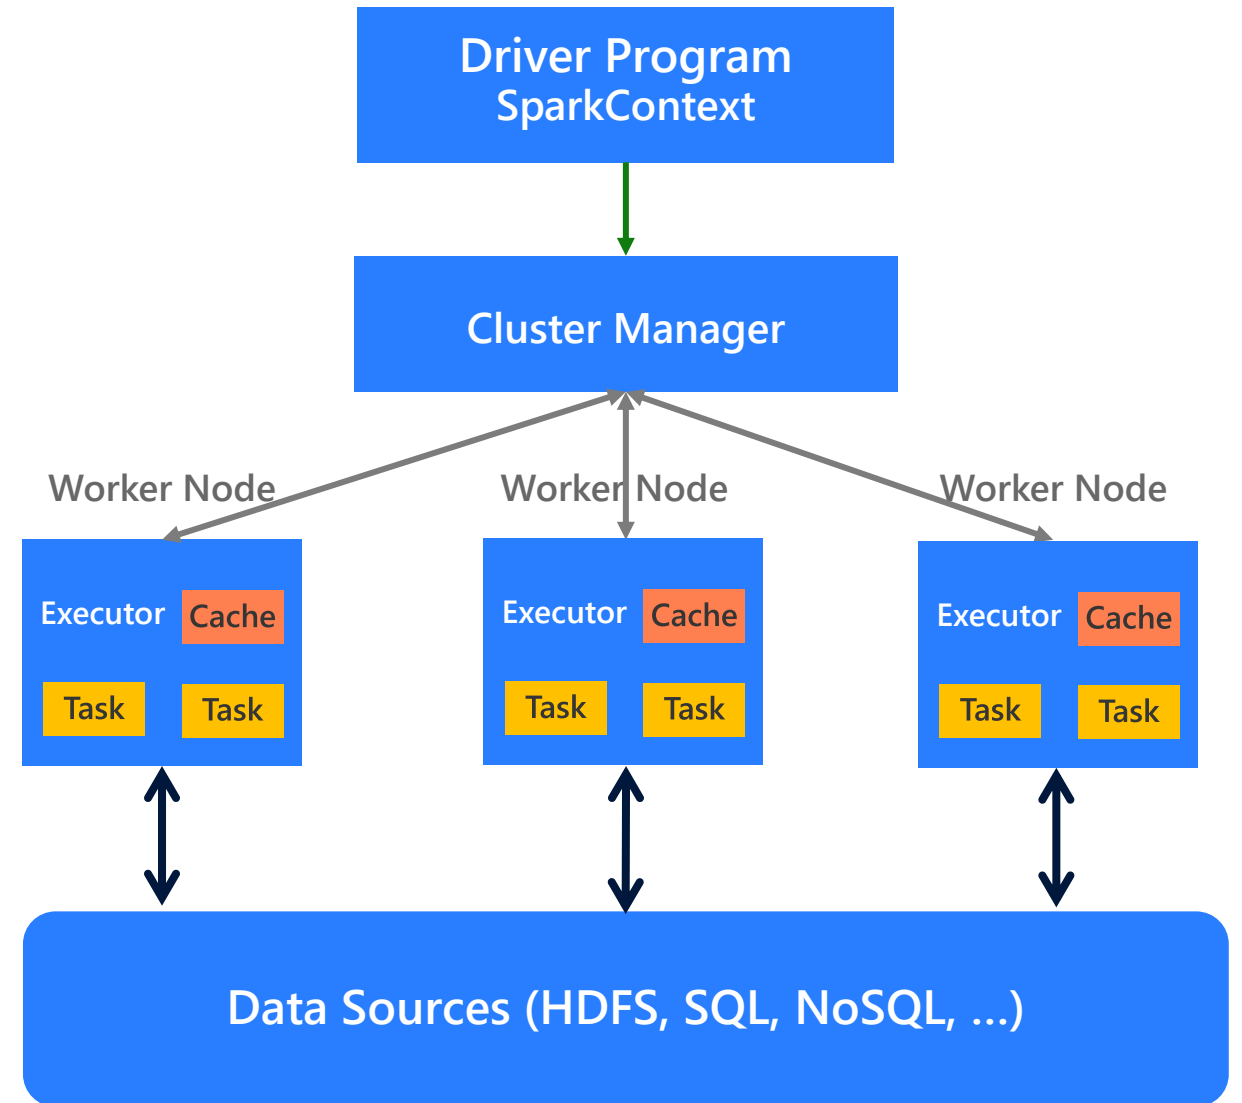 Driver Program
SparkContext
Cluster Manager
Worker Node
Worker Node
Worker Node
Executor
Cache
Task
Task
Executor
Cache
Task
Task
Executor
Cache
Task
Task
Data Sources (HDFS, SQL, NoSQL, ...)